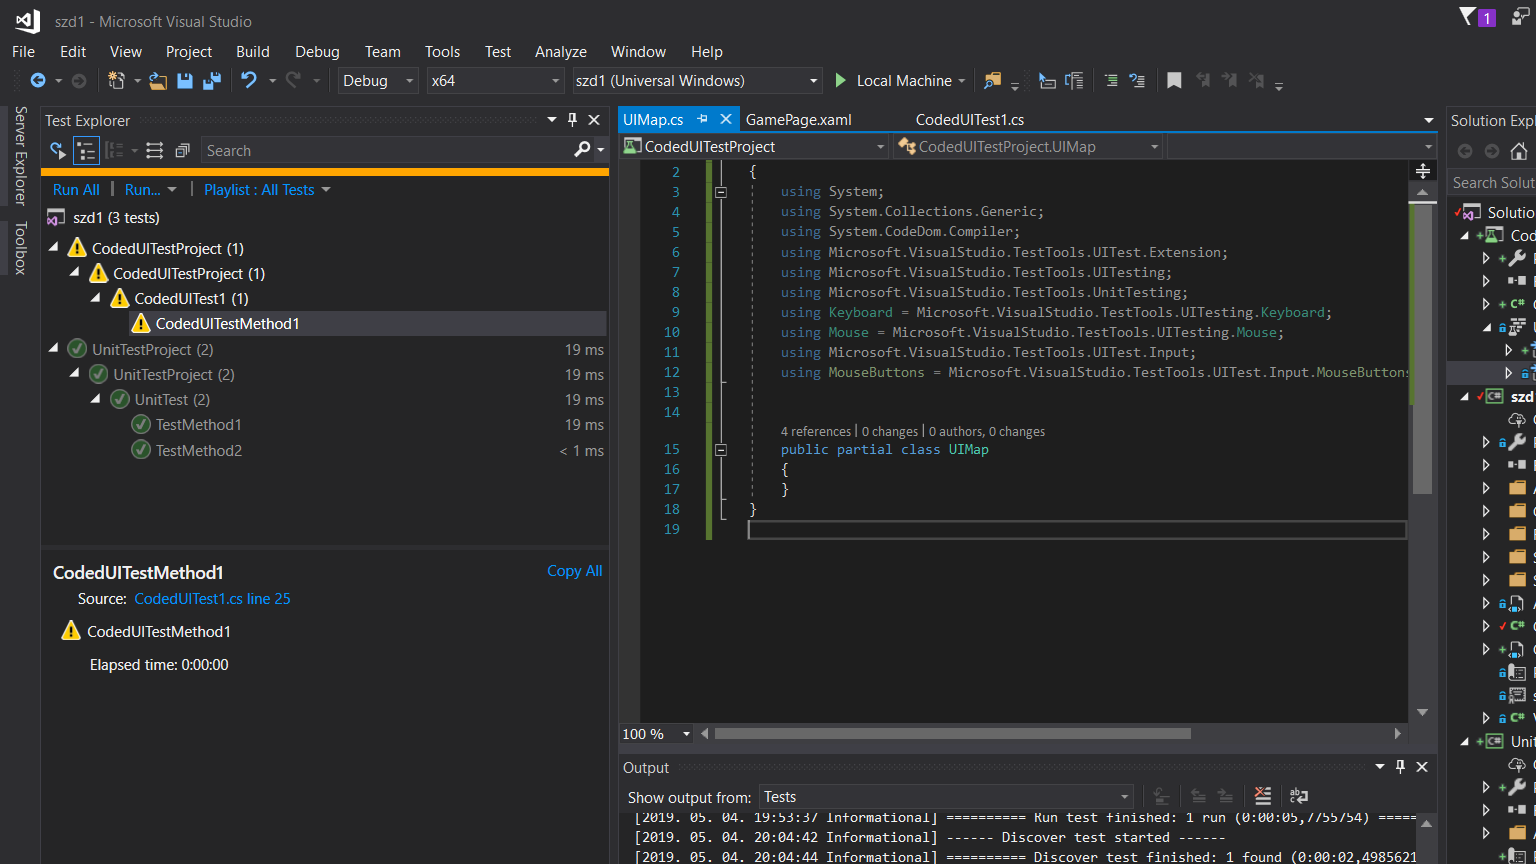 szd1 - Microsoft Visual Studio
1
File Edit View Project Build Debug Team Tools Test Analyze Window Help
Debug x64 szd1 (Universal Windows) Local Machine
Server Explorer
Toolbox
Test Explorer
Search
Run All | Run... | Playlist : All Tests
szd1 (3 tests)
CodedUITestProject (1)
CodedUITestProject (1)
CodedUITest1 (1)
CodedUITestMethod1
UnitTestProject (2) 19 ms
UnitTestProject (2) 19 ms
UnitTest (2) 19 ms
TestMethod1 19 ms
TestMethod2 < 1 ms
CodedUITestMethod1 Copy All
Source: CodedUITest1.cs line 25
CodedUITestMethod1
Elapsed time: 0:00:00
UIMap.cs GamePage.xaml CodedUITest1.cs
CodedUITestProject CodedUITestProject.UIMap
2 {
3 using System;
4 using System.Collections.Generic;
5 using System.CodeDom.Compiler;
6 using Microsoft.VisualStudio.TestTools.UITest.Extension;
7 using Microsoft.VisualStudio.TestTools.UITesting;
8 using Microsoft.VisualStudio.TestTools.UnitTesting;
9 using Keyboard = Microsoft.VisualStudio.TestTools.UITesting.Keyboard;
10 using Mouse = Microsoft.VisualStudio.TestTools.UITesting.Mouse;
11 using Microsoft.VisualStudio.TestTools.UITest.Input;
12 using MouseButtons = Microsoft.VisualStudio.TestTools.UITest.Input.MouseButtons
13
14
4 references | 0 changes | 0 authors, 0 changes
15 public partial class UIMap
16 {
17 }
18 }
19
100 %
Output
Show output from: Tests
[2019. 05. 04. 19:53:37 Informational] ========== Run test finished: 1 run (0:00:05,7755754) =====
[2019. 05. 04. 20:04:42 Informational] ------ Discover test started ------
[2019. 05. 04. 20:04:44 Informational] ========== Discover test finished: 1 found (0:00:02,4985621
Solution Expl
Search Solut
Solutio
Cod
C#
C# szd
C#
C#
C# Unit